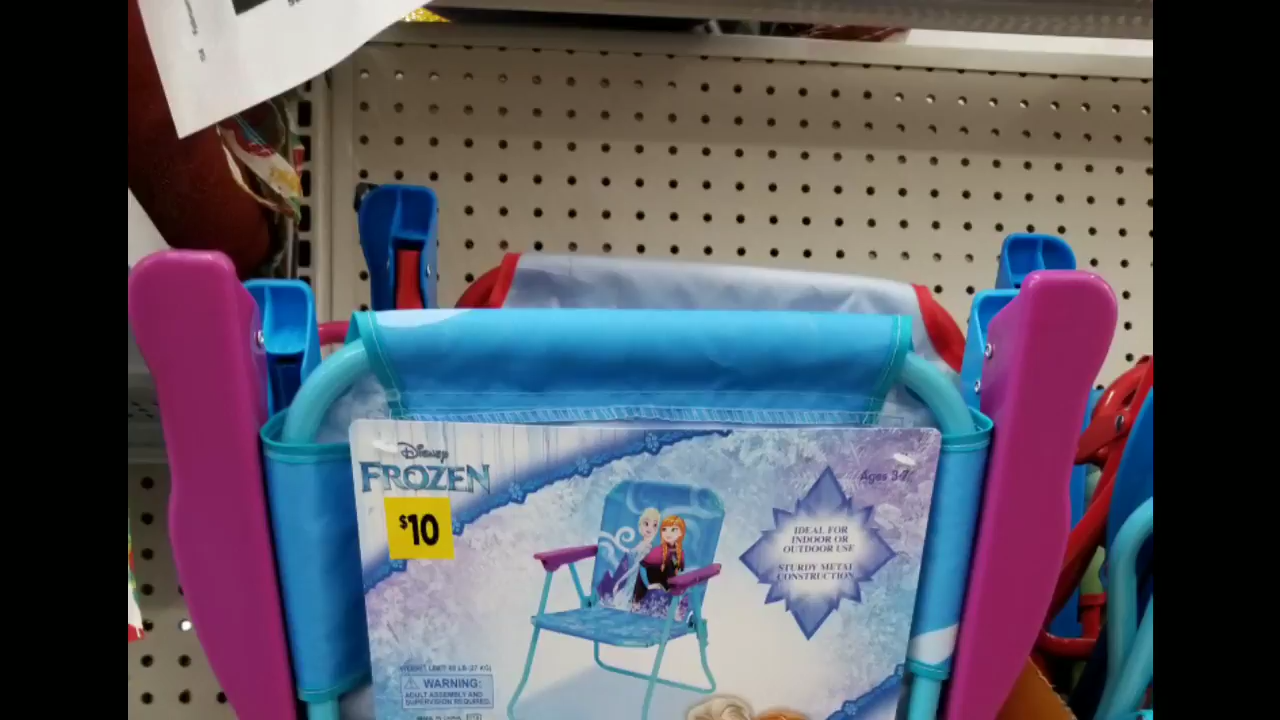 Disney
FROZEN
$10
Ages 3-7
IDEAL FOR
INDOOR OR
OUTDOOR USE
STURDY METAL
CONSTRUCTION
WARNING:
ADULT ASSEMBLY AND
SUPERVISION REQUIRED.